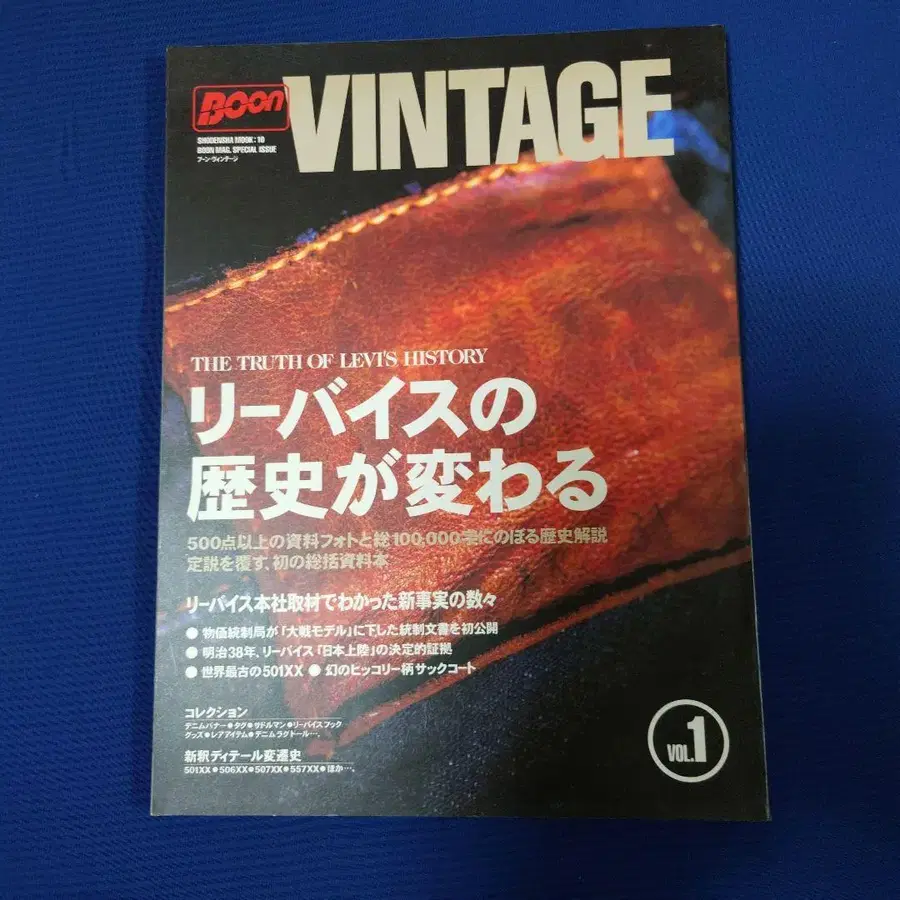 Boon VINTAGE
SHODENSHA MOOK:10
BOON MAG. SPECIAL ISSUE
ブーン・ヴィンテージ
THE TRUTH OF LEVI'S HISTORY
リーバイスの
歴史が変わる
500点以上の資料フォトと総100,000字にのぼる歴史解説
定説を覆す、初の総括資料本
リーバイス本社取材でわかった新事実の数々
● 物価統制局が「大戦モデル」に下した統制文書を初公開
● 明治38年、リーバイス「日本上陸」の決定的証拠
● 世界最古の501XX ● 幻のヒッコリー柄サックコート
コレクション
デニムバナー●タグ●サドルマン●リーバイスブック
グッズ●レアアイテム●デニムラグドール…。
新釈ディテール変遷史
501XX●506XX●507XX●557XX●ほか…。
VOL.1